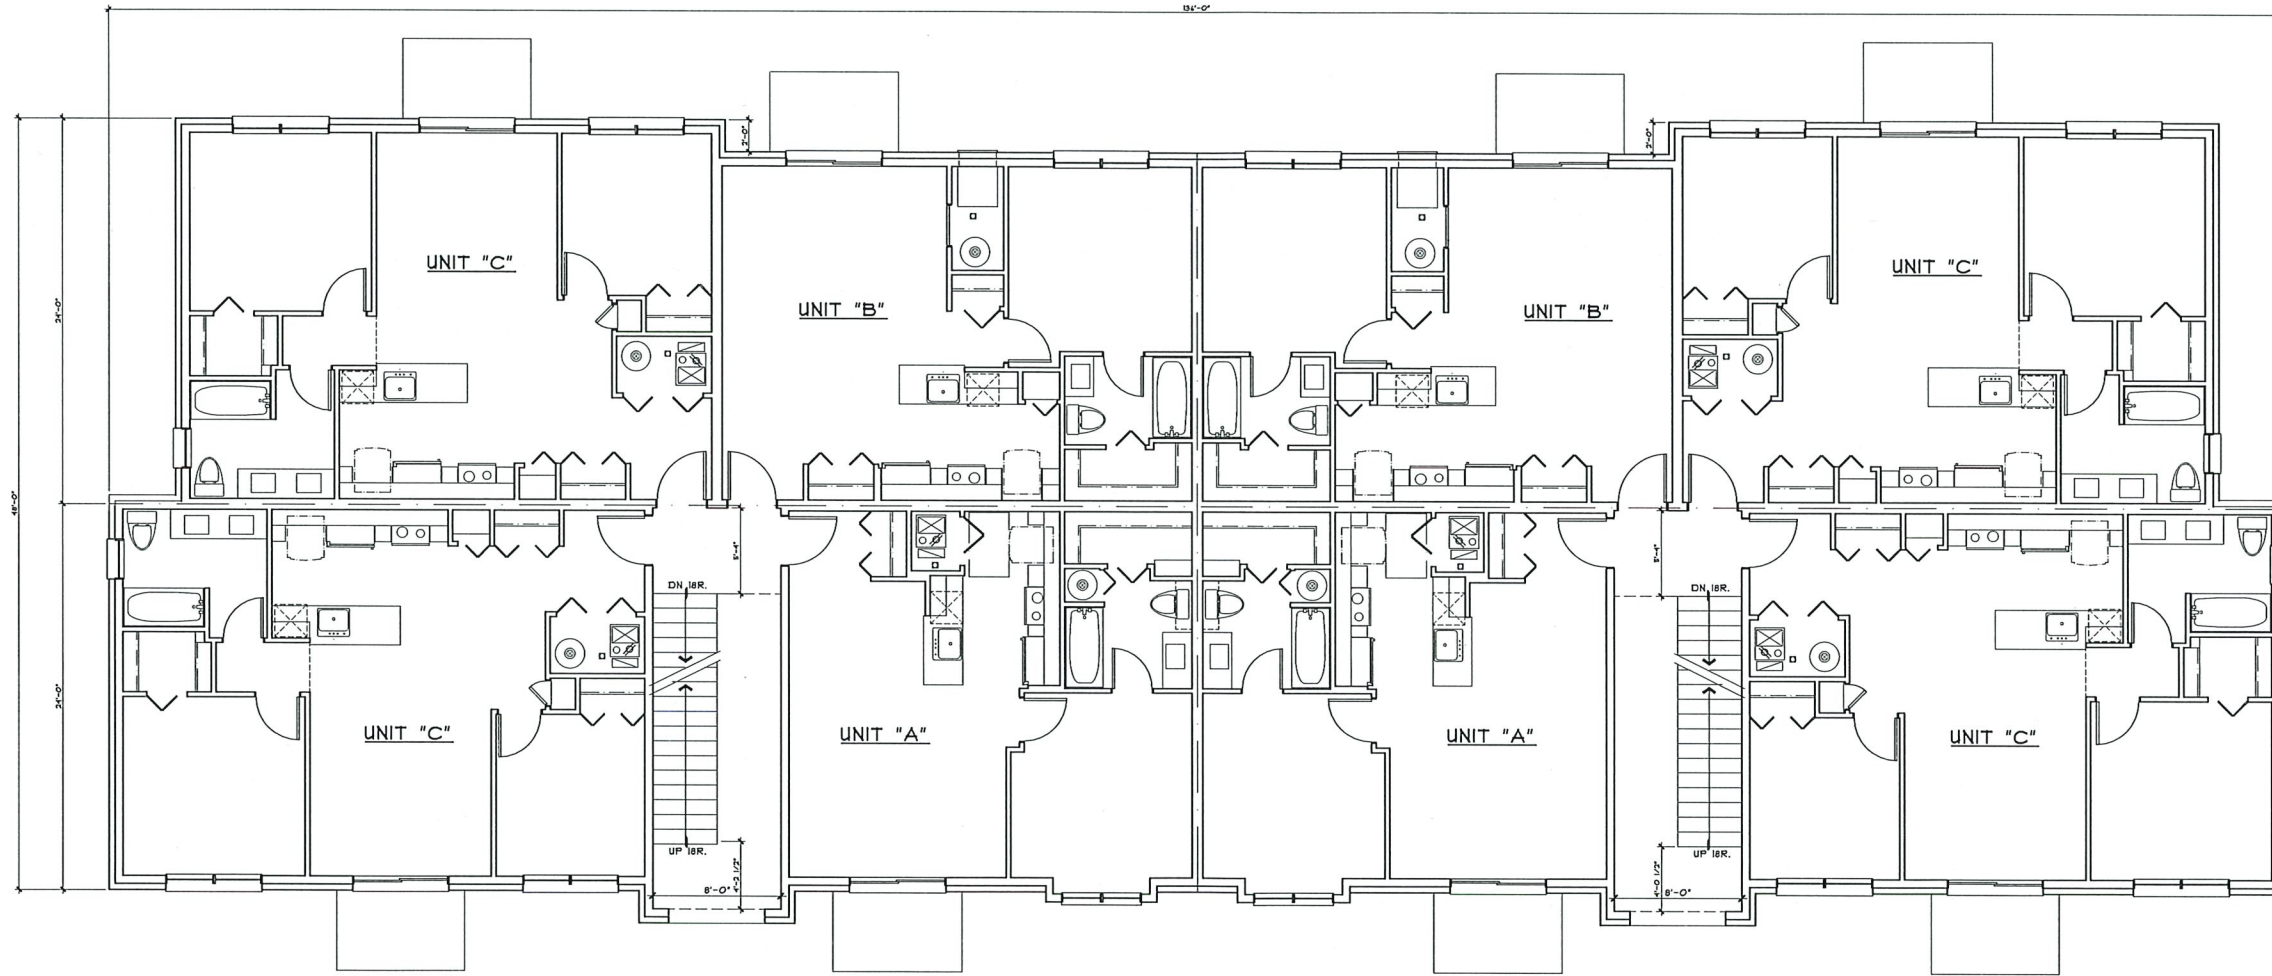 136'-0"
2'-0"
2'-0"
UNIT "C"
UNIT "C"
24'-0"
UNIT "B"
UNIT "B"
48'-0"
5'-4"
5'-4"
DN 18R.
DN 18R.
24'-0"
UNIT "C"
UNIT "A"
UNIT "A"
UNIT "C"
UP 18R.
UP 18R.
8'-0"
4'-2 1/2"
4'-0 1/2"
8'-0"